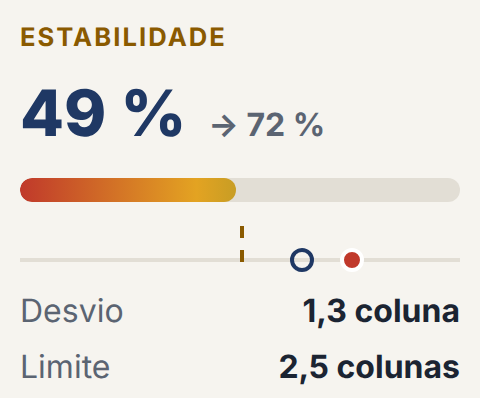 ESTABILIDADE
49 % → 72 %
Desvio 1,3 coluna
Limite 2,5 colunas